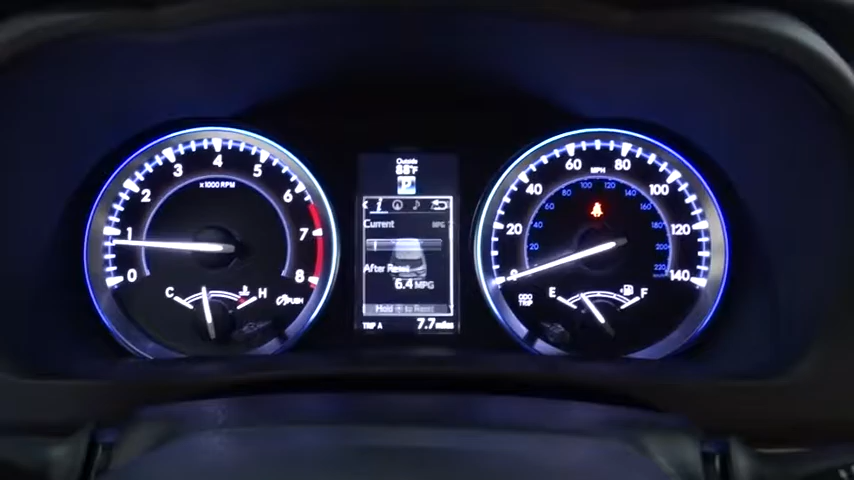 0 1 2 3 4 5 6 7 8
x1000 RPM
C H
PUSH
Outside
88°F
P
i
Current MPG
After Reset
6.4 MPG
Hold to Reset
TRIP A 7.7 miles
MPH
0 20 40 60 80 100 120 140
20 40 60 80 100 120 140 160 180 200 220
ODO
TRIP
E F